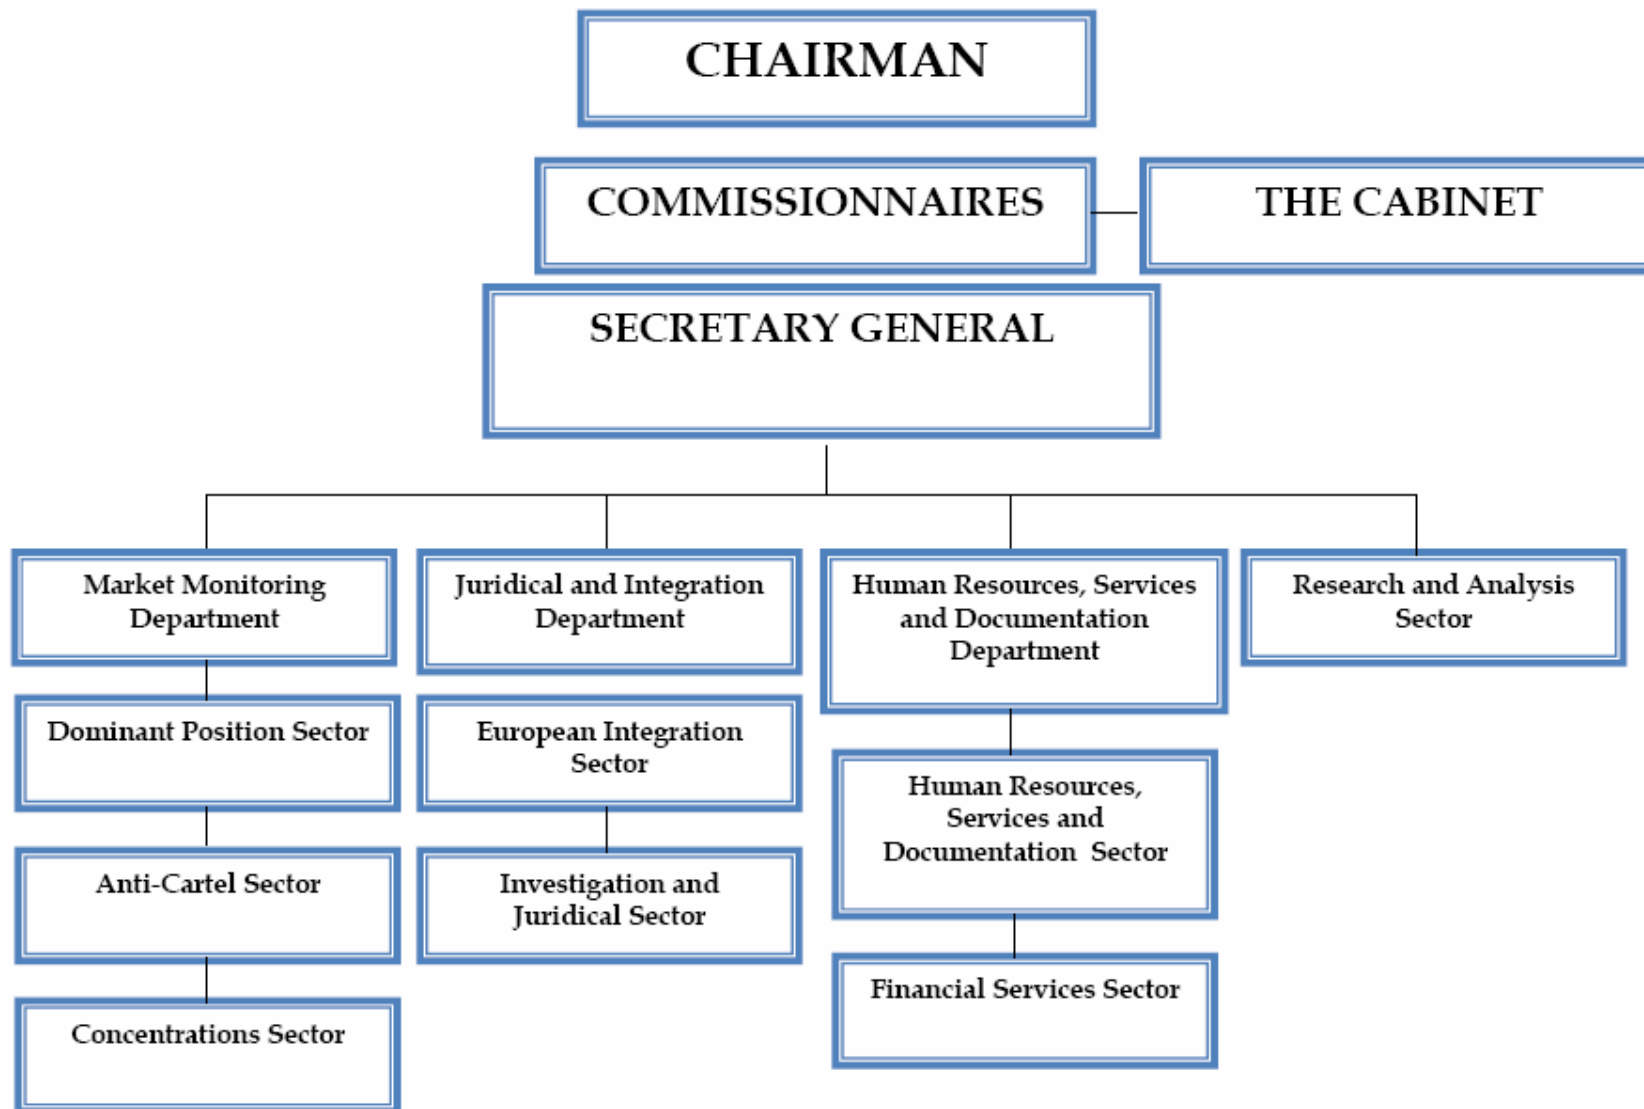 CHAIRMAN
COMMISSIONNAIRES
THE CABINET
SECRETARY GENERAL
Market Monitoring
Department
Juridical and Integration
Department
Human Resources, Services
and Documentation
Department
Research and Analysis
Sector
Dominant Position Sector
European Integration
Sector
Human Resources,
Services and
Documentation Sector
Anti-Cartel Sector
Investigation and
Juridical Sector
Financial Services Sector
Concentrations Sector